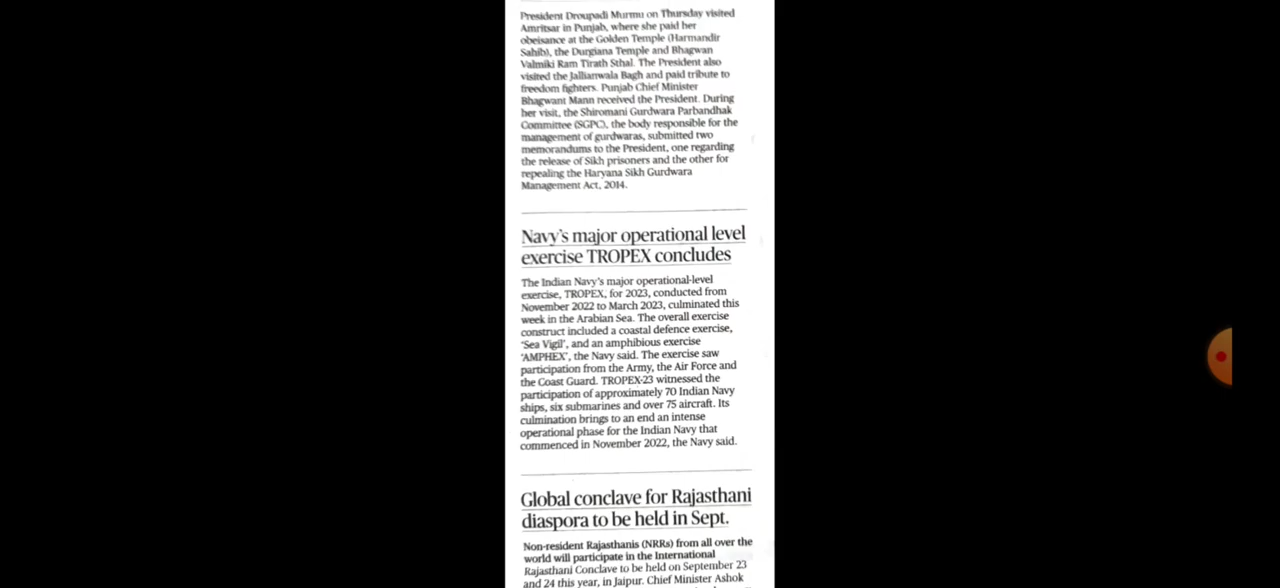 President Droupadi Murmu on Thursday visited
Amritsar in Punjab, where she paid her
obeisance at the Golden Temple (Harmandir
Sahib), the Durgiana Temple and Bhagwan
Valmiki Ram Tirath Sthal. The President also
visited the Jallianwala Bagh and paid tribute to
freedom fighters. Punjab Chief Minister
Bhagwant Mann received the President. During
her visit, the Shiromani Gurdwara Parbandhak
Committee (SGPC), the body responsible for the
management of gurdwaras, submitted two
memorandums to the President, one regarding
the release of Sikh prisoners and the other for
repealing the Haryana Sikh Gurdwara
Management Act, 2014.
Navy's major operational level
exercise TROPEX concludes
The Indian Navy's major operational-level
exercise, TROPEX, for 2023, conducted from
November 2022 to March 2023, culminated this
week in the Arabian Sea. The overall exercise
construct included a coastal defence exercise,
'Sea Vigil', and an amphibious exercise
'AMPHEX', the Navy said. The exercise saw
participation from the Army, the Air Force and
the Coast Guard. TROPEX-23 witnessed the
participation of approximately 70 Indian Navy
ships, six submarines and over 75 aircraft. Its
culmination brings to an end an intense
operational phase for the Indian Navy that
commenced in November 2022, the Navy said.
Global conclave for Rajasthani
diaspora to be held in Sept.
Non-resident Rajasthanis (NRRs) from all over the
world will participate in the International
Rajasthani Conclave to be held on September 23
and 24 this year, in Jaipur. Chief Minister Ashok